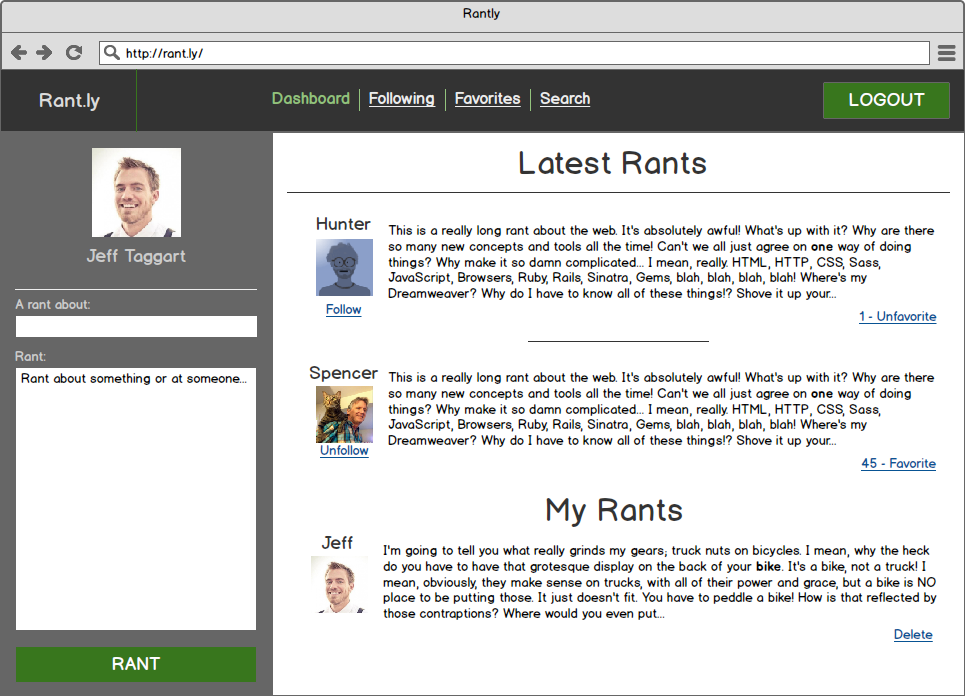 Rantly
http://rant.ly/
Rant.ly
Dashboard Following Favorites Search
LOGOUT
Jeff Taggart
A rant about:
Rant:
Rant about something or at someone...
RANT
Latest Rants
Hunter
Follow
This is a really long rant about the web. It's absolutely awful! What's up with it? Why are there
so many new concepts and tools all the time! Can't we all just agree on one way of doing
things? Why make it so damn complicated... I mean, really. HTML, HTTP, CSS, Sass,
JavaScript, Browsers, Ruby, Rails, Sinatra, Gems, blah, blah, blah, blah! Where's my
Dreamweaver? Why do I have to know all of these things!? Shove it up your...
1 - Unfavorite
Spencer
Unfollow
This is a really long rant about the web. It's absolutely awful! What's up with it? Why are there
so many new concepts and tools all the time! Can't we all just agree on one way of doing
things? Why make it so damn complicated... I mean, really. HTML, HTTP, CSS, Sass,
JavaScript, Browsers, Ruby, Rails, Sinatra, Gems, blah, blah, blah, blah! Where's my
Dreamweaver? Why do I have to know all of these things!? Shove it up your...
45 - Favorite
My Rants
Jeff
I'm going to tell you what really grinds my gears; truck nuts on bicycles. I mean, why the heck
do you have to have that grotesque display on the back of your bike. It's a bike, not a truck! I
mean, obviously, they make sense on trucks, with all of their power and grace, but a bike is NO
place to be putting those. It just doesn't fit. You have to peddle a bike! How is that reflected by
those contraptions? Where would you even put...
Delete